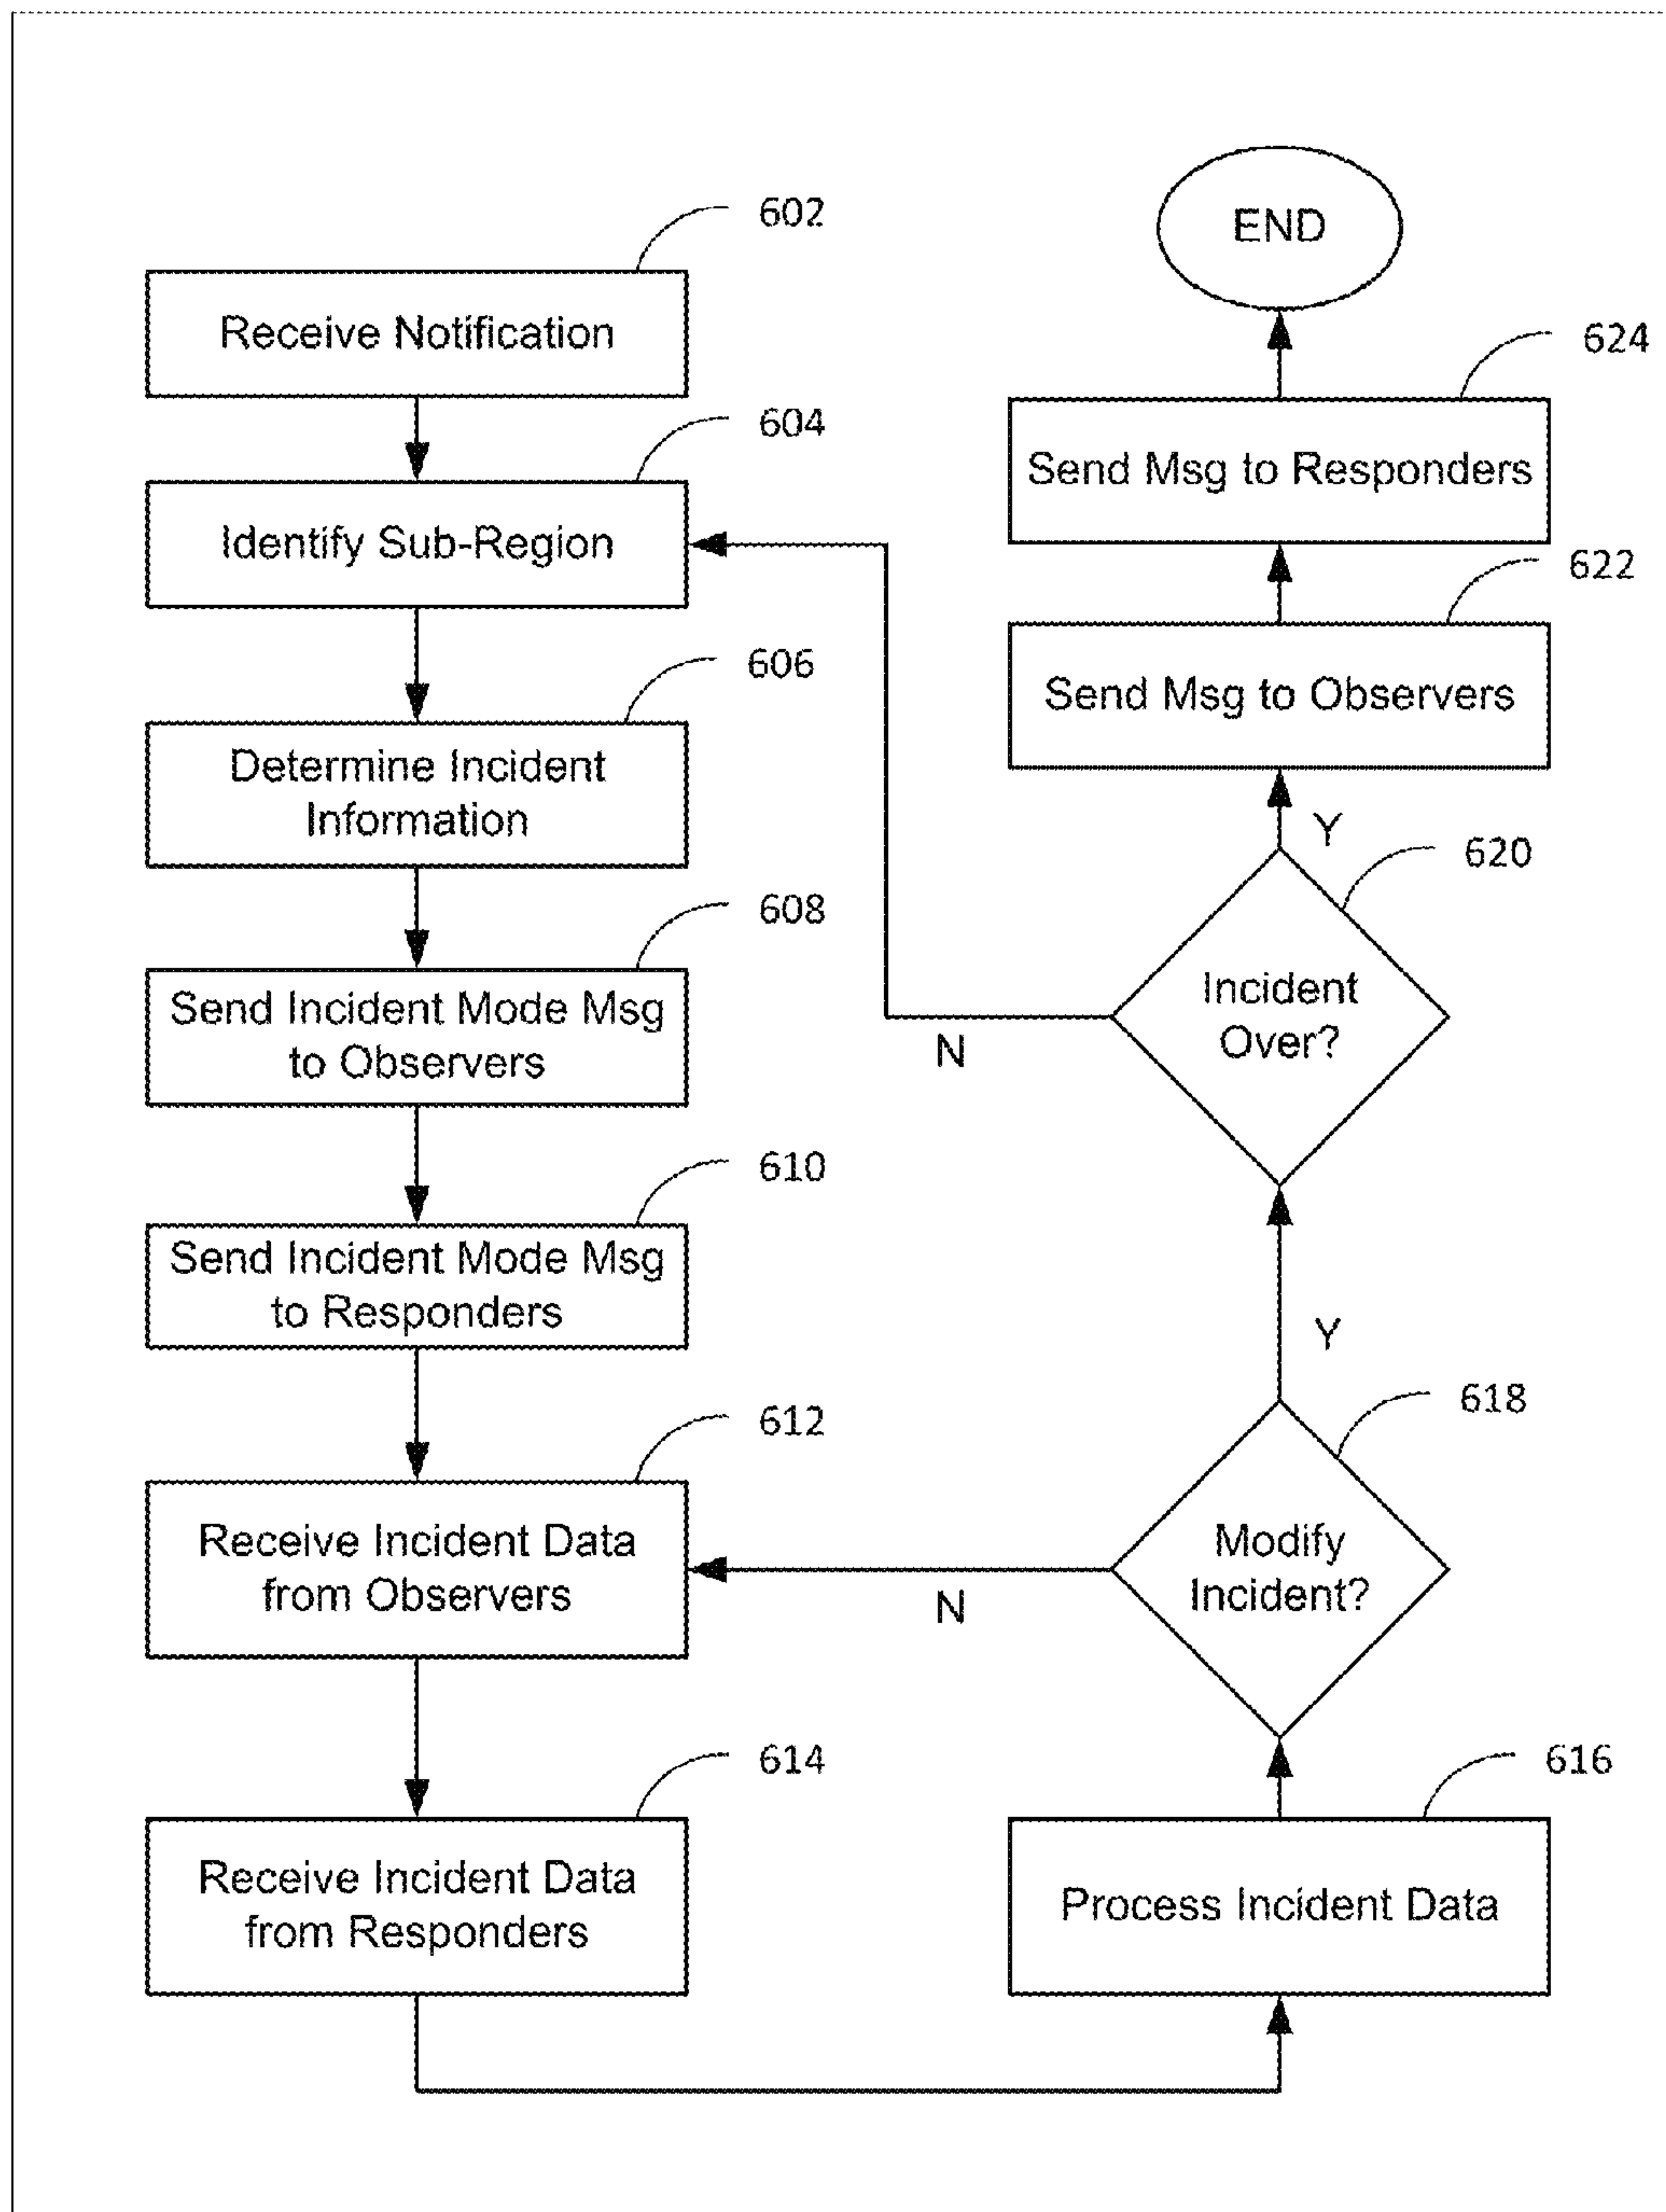 602
Receive Notification
604
Identify Sub-Region
606
Determine Incident
Information
608
Send Incident Mode Msg
to Observers
610
Send Incident Mode Msg
to Responders
612
Receive Incident Data
from Observers
614
Receive Incident Data
from Responders
616
Process Incident Data
618
Modify
Incident?
N
Y
620
Incident
Over?
N
Y
622
Send Msg to Observers
624
Send Msg to Responders
END